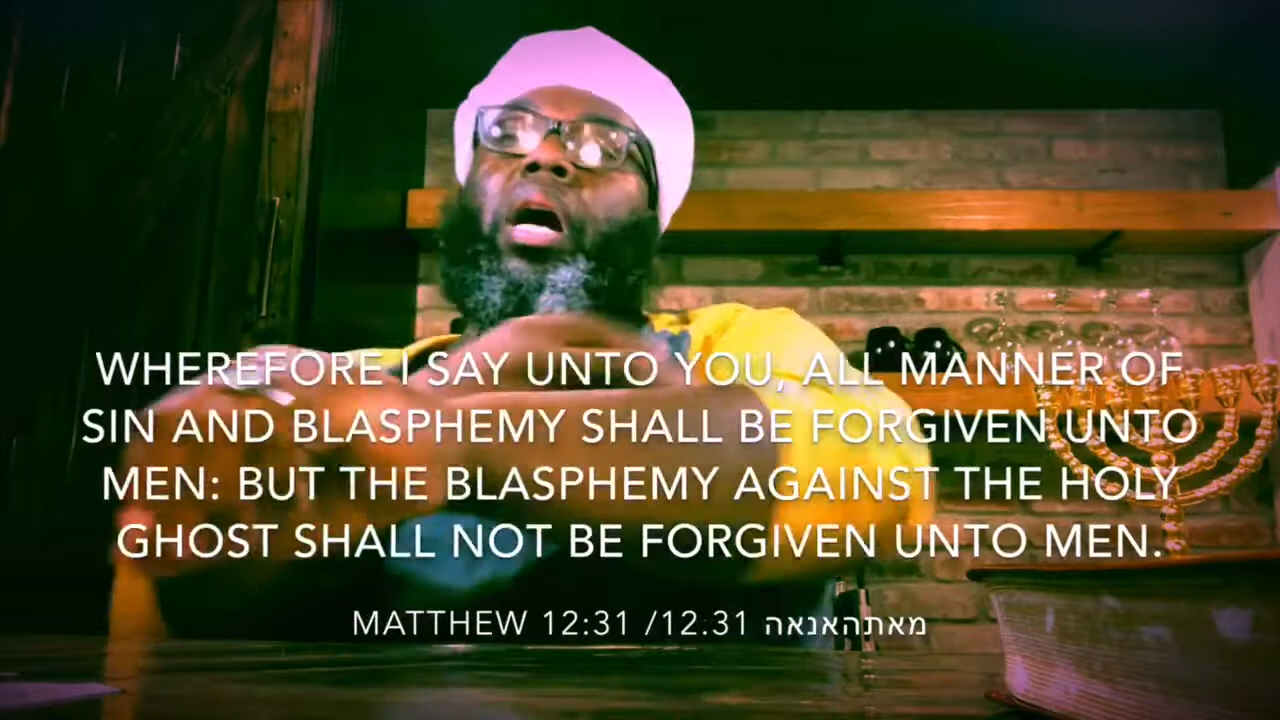 WHEREFORE I SAY UNTO YOU, ALL MANNER OF
SIN AND BLASPHEMY SHALL BE FORGIVEN UNTO
MEN: BUT THE BLASPHEMY AGAINST THE HOLY
GHOST SHALL NOT BE FORGIVEN UNTO MEN.
MATTHEW 12:31 /12.31 מאתהאנאה